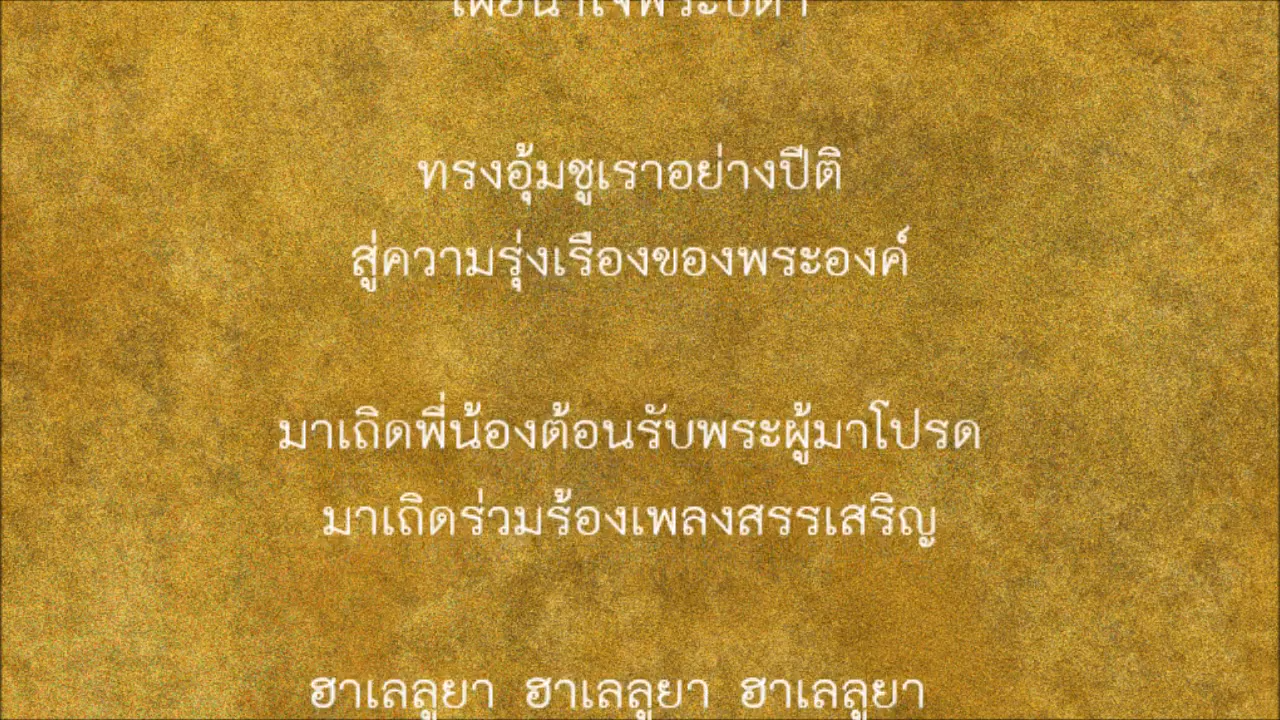 ทรงอุ้มชูเราอย่างปีติ
สู่ความรุ่งเรืองของพระองค์
มาเถิดพี่น้องต้อนรับพระผู้มาโปรด
มาเถิดร่วมร้องเพลงสรรเสริญ
ฮาเลลูยา ฮาเลลูยา ฮาเลลูยา